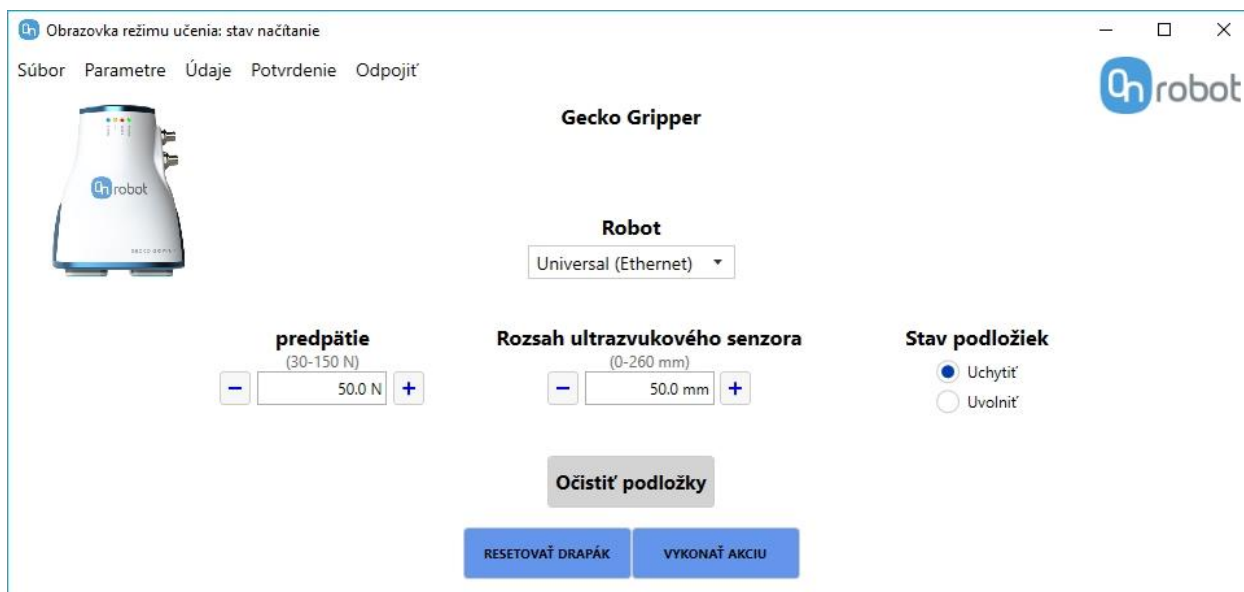 Obrazovka režimu učenia: stav načítanie
Súbor Parametre Údaje Potvrdenie Odpojiť
On robot
Gecko Gripper
On robot
Robot
Universal (Ethernet)
predpätie
(30-150 N)
− 50.0 N +
Rozsah ultrazvukového senzora
(0-260 mm)
− 50.0 mm +
Stav podložiek
Uchytiť
Uvolniť
Očistiť podložky
RESETOVAŤ DRAPÁK
VYKONAŤ AKCIU